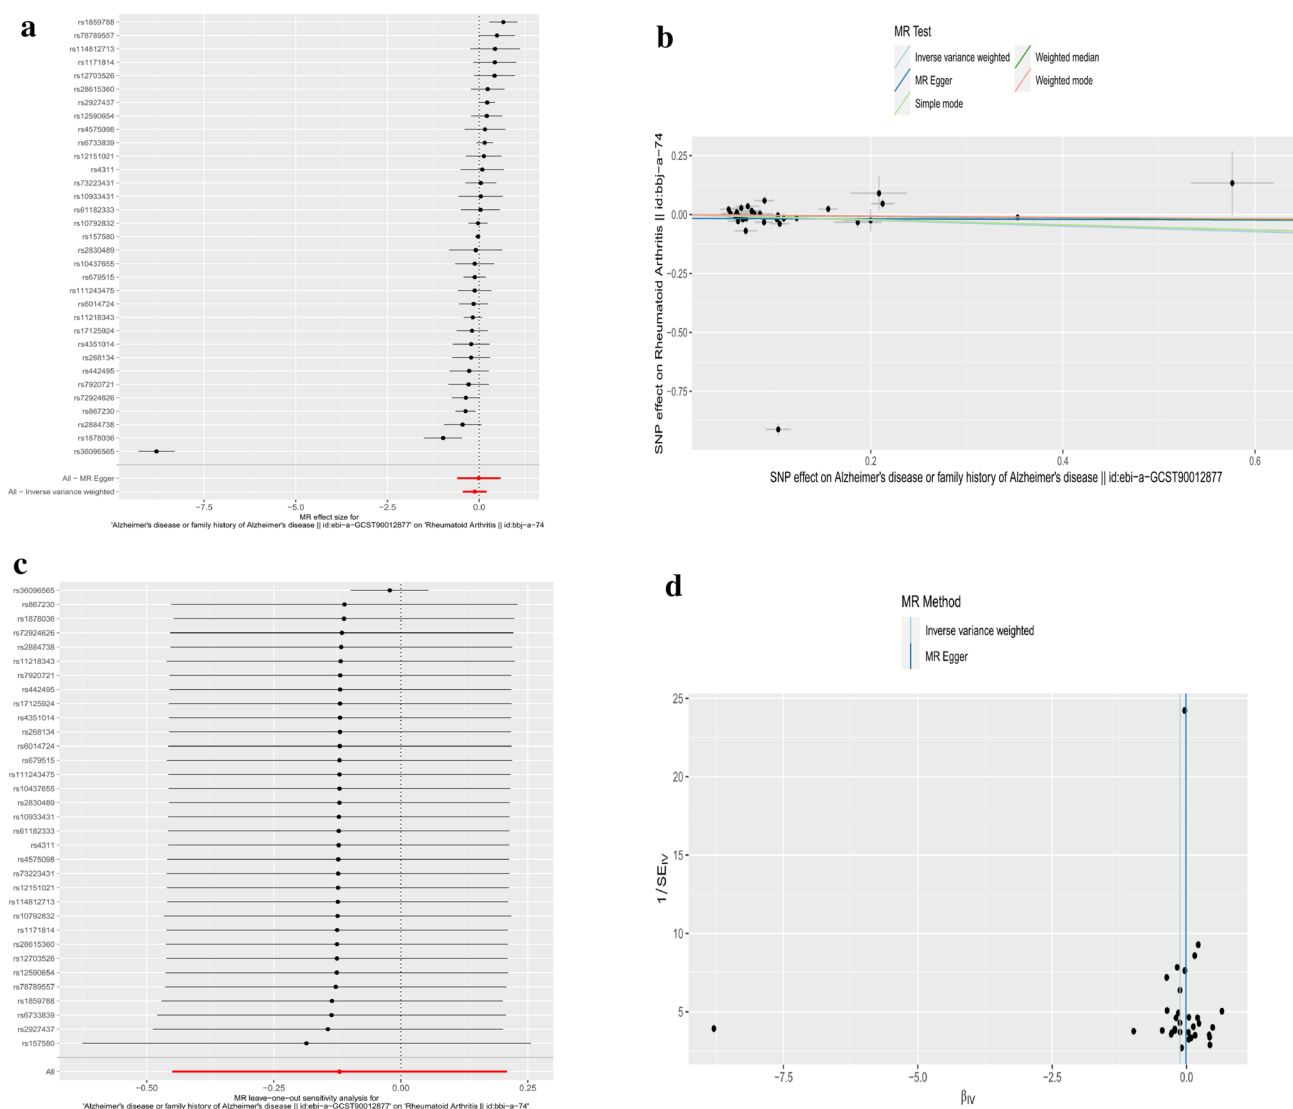 a
rs1859788
rs78789557
rs114812713
rs1171814
rs12703526
rs28615360
rs2927437
rs12590654
rs4575098
rs6733839
rs12151021
rs4311
rs73223431
rs10933431
rs61182333
rs10792832
rs157580
rs2830489
rs10437655
rs679515
rs111243475
rs6014724
rs11218343
rs17125924
rs4351014
rs268134
rs442495
rs7920721
rs72924626
rs867230
rs2884738
rs1878036
rs36096565
All − MR Egger
All − Inverse variance weighted
−7.5 −5.0 −2.5 0.0
MR effect size for
'Alzheimer's disease or family history of Alzheimer's disease || id:ebi-a-GCST90012877' on 'Rheumatoid Arthritis || id:bbj-a-74
b
MR Test
Inverse variance weighted
Weighted median
MR Egger
Weighted mode
Simple mode
SNP effect on Rheumatoid Arthritis || id:bbj-a-74
0.25
0.00
−0.25
−0.50
−0.75
0.2 0.4 0.6
SNP effect on Alzheimer's disease or family history of Alzheimer's disease || id:ebi-a-GCST90012877
c
rs36096565
rs867230
rs1878036
rs72924626
rs2884738
rs11218343
rs7920721
rs442495
rs17125924
rs4351014
rs268134
rs6014724
rs679515
rs111243475
rs10437655
rs2830489
rs10933431
rs61182333
rs4311
rs4575098
rs73223431
rs12151021
rs114812713
rs10792832
rs1171814
rs28615360
rs12703526
rs12590654
rs78789557
rs1859788
rs6733839
rs2927437
rs157580
All
−0.50 −0.25 0.00 0.25
MR leave−one−out sensitivity analysis for
'Alzheimer's disease or family history of Alzheimer's disease || id:ebi-a-GCST90012877' on 'Rheumatoid Arthritis || id:bbj-a-74'
d
MR Method
Inverse variance weighted
MR Egger
1/SE_IV
25
20
15
10
5
−7.5 −5.0 −2.5 0.0
β_IV